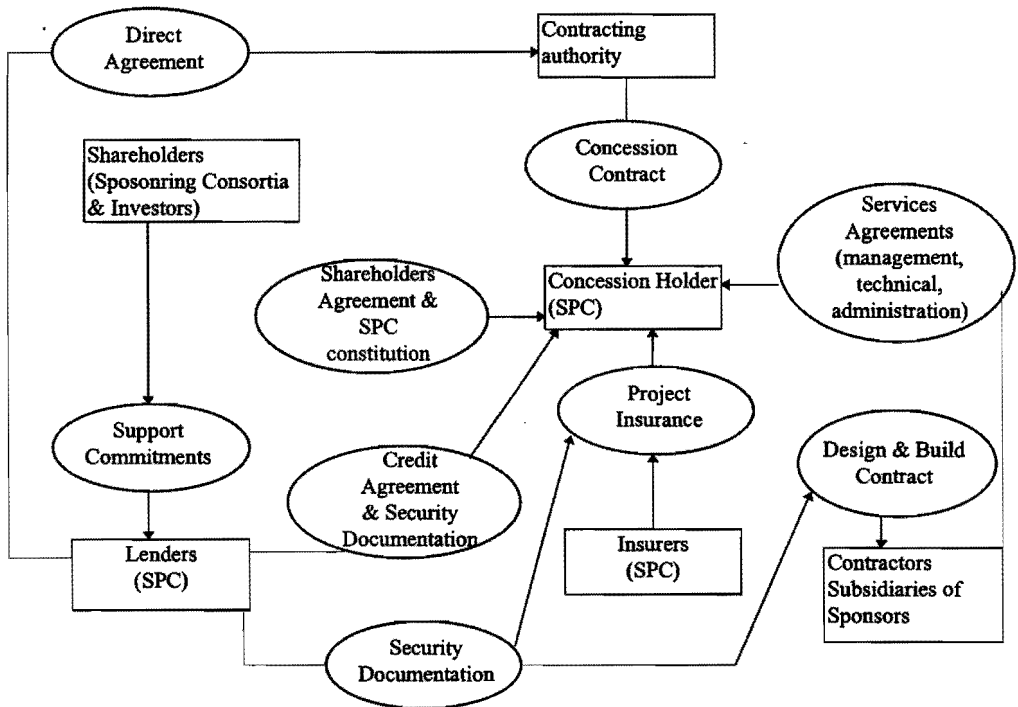 Direct
Agreement
Contracting
authority
Shareholders
(Sposonring Consortia
& Investors)
Concession
Contract
Services
Agreements
(management,
technical,
administration)
Shareholders
Agreement &
SPC
constitution
Concession Holder
(SPC)
Project
Insurance
Support
Commitments
Credit
Agreement
& Security
Documentation
Design & Build
Contract
Lenders
(SPC)
Insurers
(SPC)
Contractors
Subsidiaries of
Sponsors
Security
Documentation